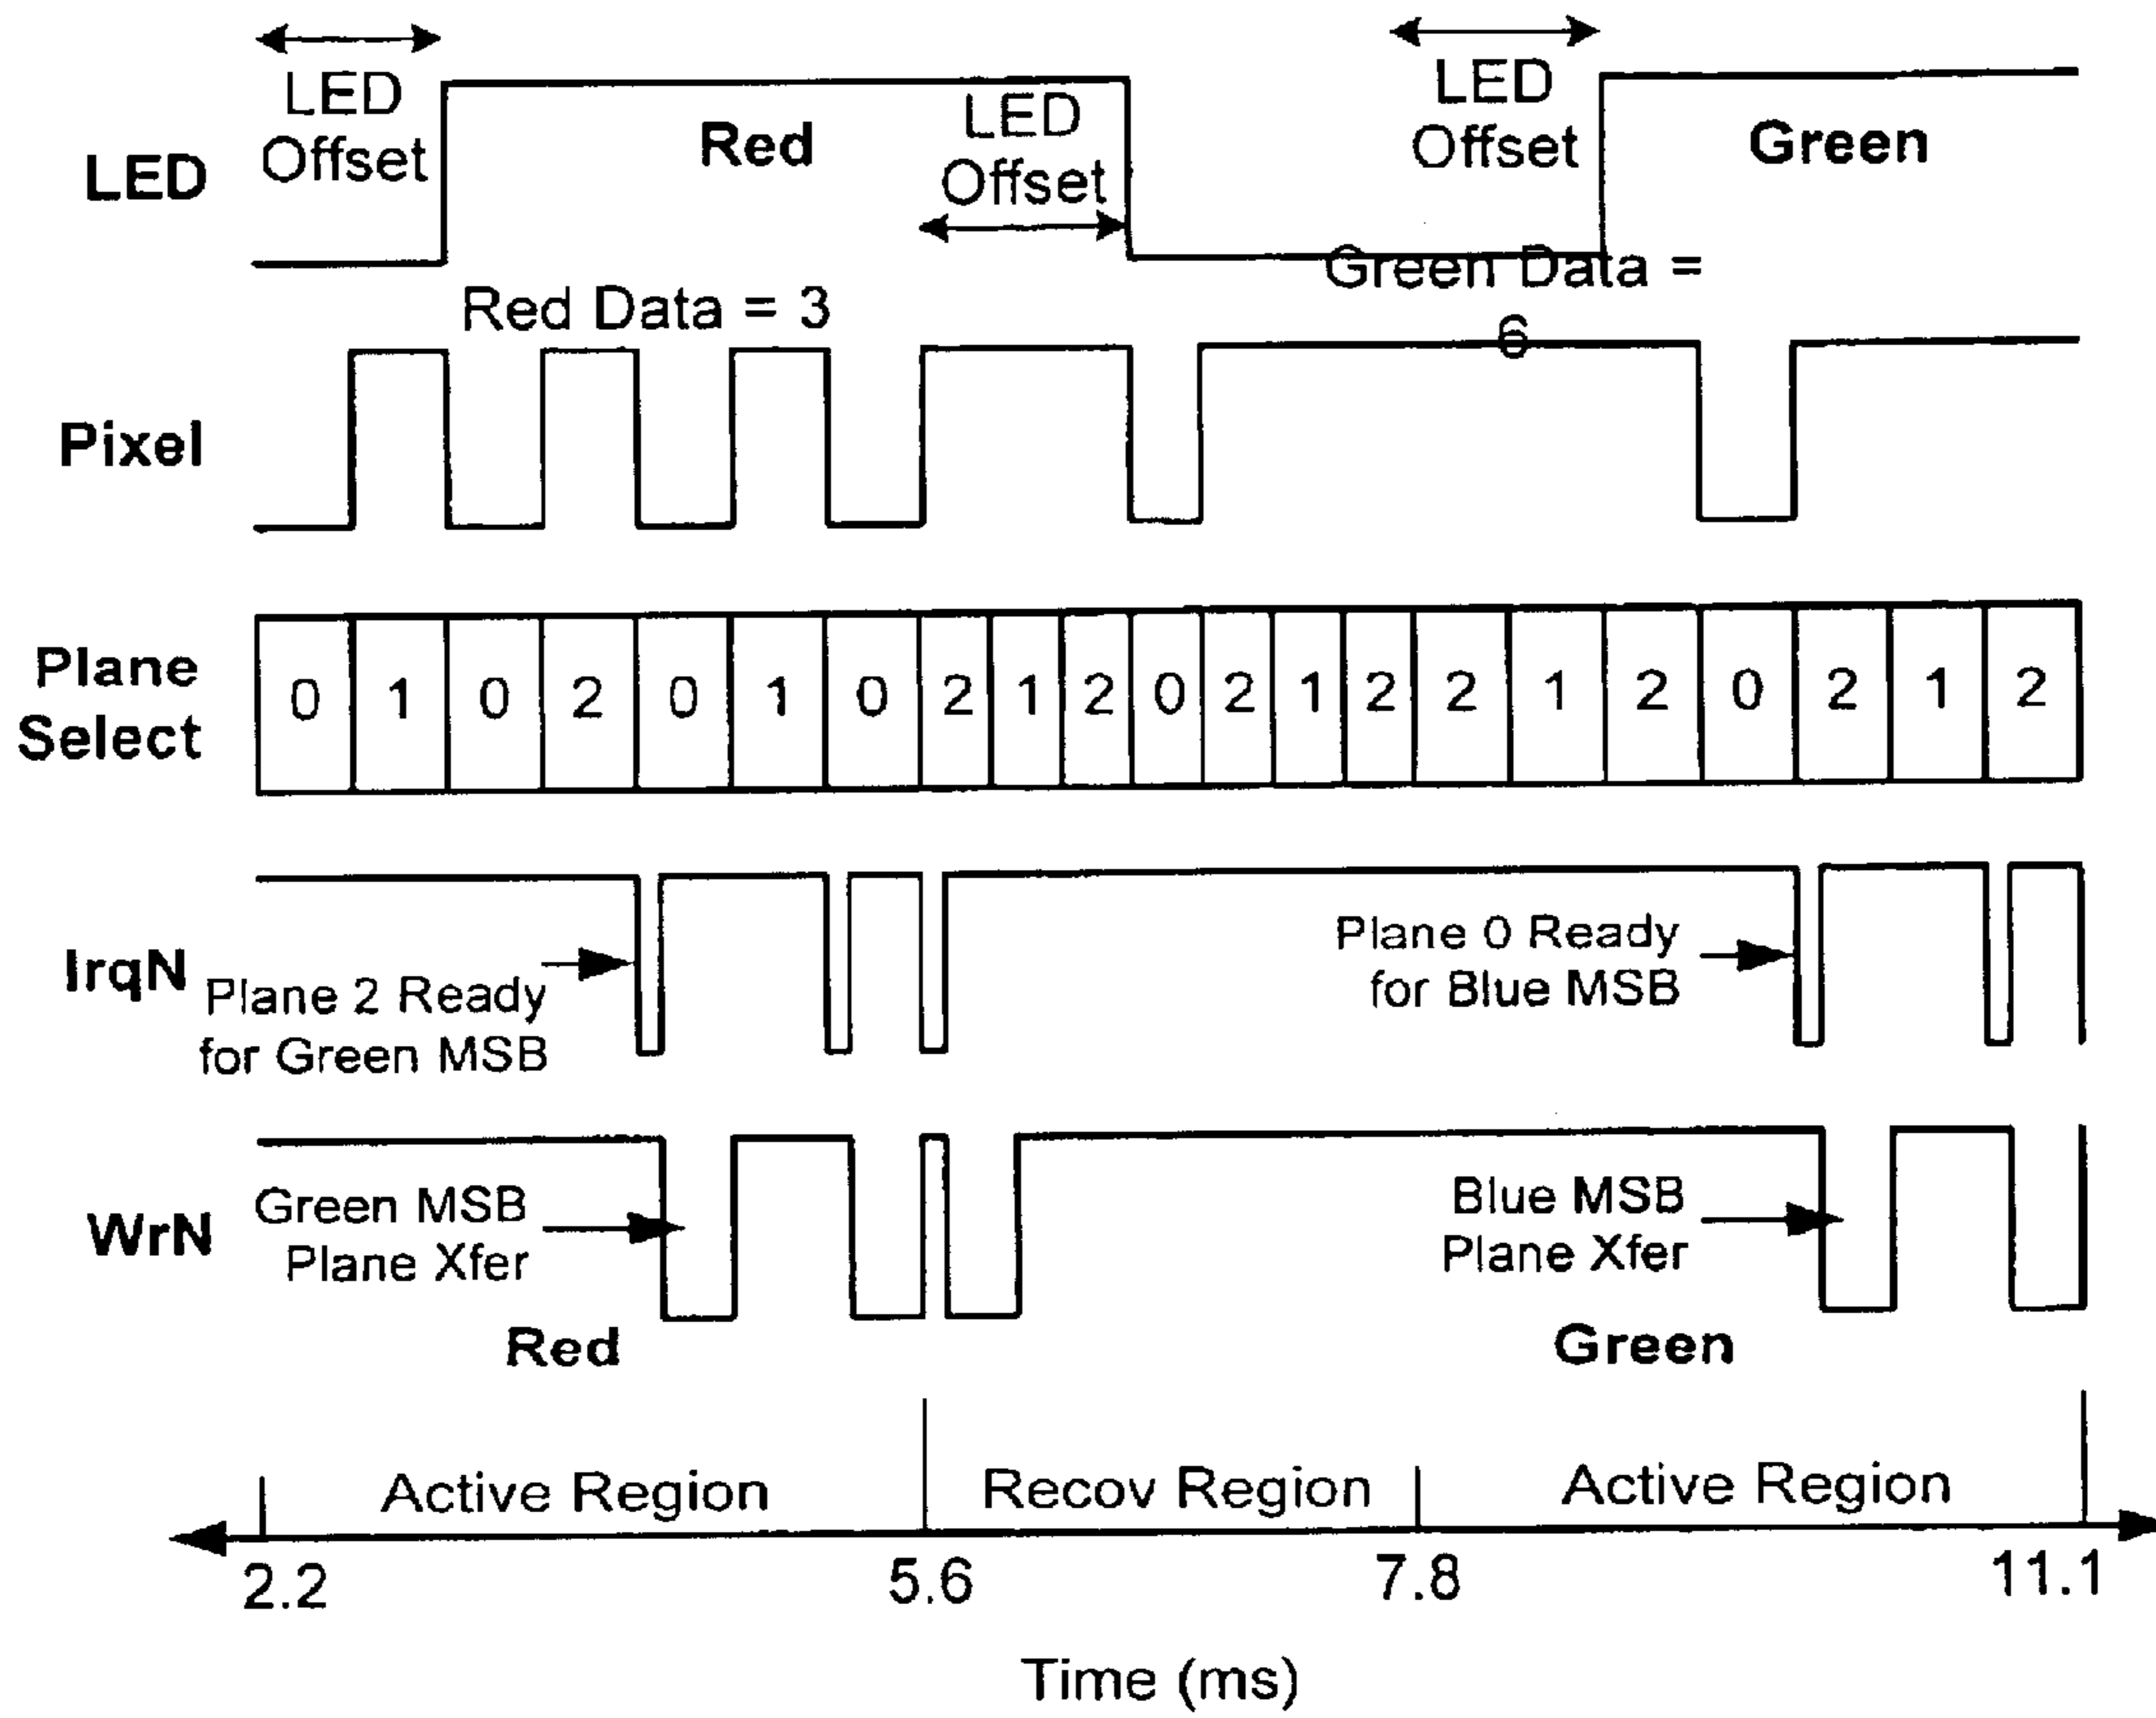 LED
Offset
LED
Red
LED
Offset
LED
Offset
Green
Green Data =
6
Red Data = 3
Pixel
Plane
Select
0 1 0 2 0 1 0 2 1 2 0 2 1 2 2 1 2 0 2 1 2
IrqN
Plane 2 Ready
for Green MSB
Plane 0 Ready
for Blue MSB
WrN
Green MSB
Plane Xfer
Blue MSB
Plane Xfer
Red
Green
Active Region
Recov Region
Active Region
2.2
5.6
7.8
11.1
Time (ms)